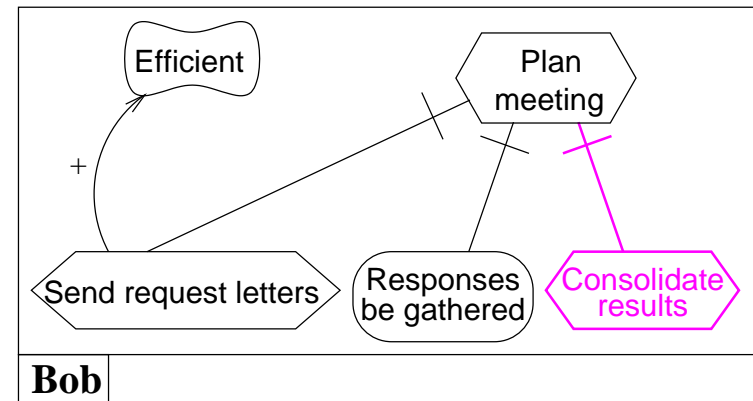 Efficient
Plan
meeting
+
Send request letters
Responses
be gathered
Consolidate
results
Bob